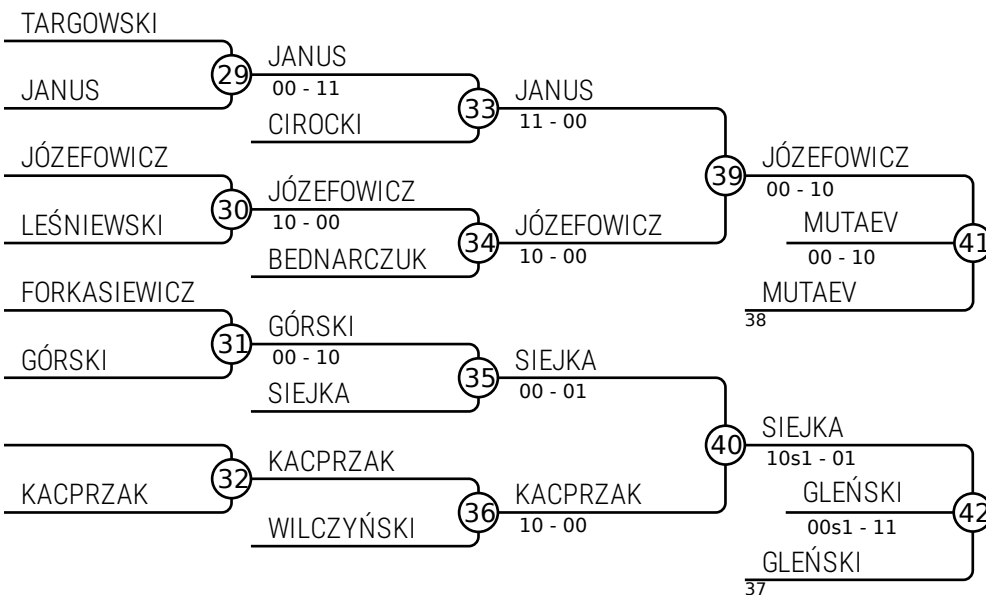 TARGOWSKI
29
JANUS
JANUS
00 - 11
33
CIROCKI
JANUS
11 - 00
JÓZEFOWICZ
30
LEŚNIEWSKI
JÓZEFOWICZ
10 - 00
34
BEDNARCZUK
JÓZEFOWICZ
10 - 00
39
JÓZEFOWICZ
00 - 10
MUTAEV
00 - 10
41
MUTAEV
38
FORKASIEWICZ
31
GÓRSKI
GÓRSKI
00 - 10
35
SIEJKA
SIEJKA
00 - 01
32
KACPRZAK
KACPRZAK
36
WILCZYŃSKI
KACPRZAK
10 - 00
40
SIEJKA
10s1 - 01
GLEŃSKI
00s1 - 11
42
GLEŃSKI
37